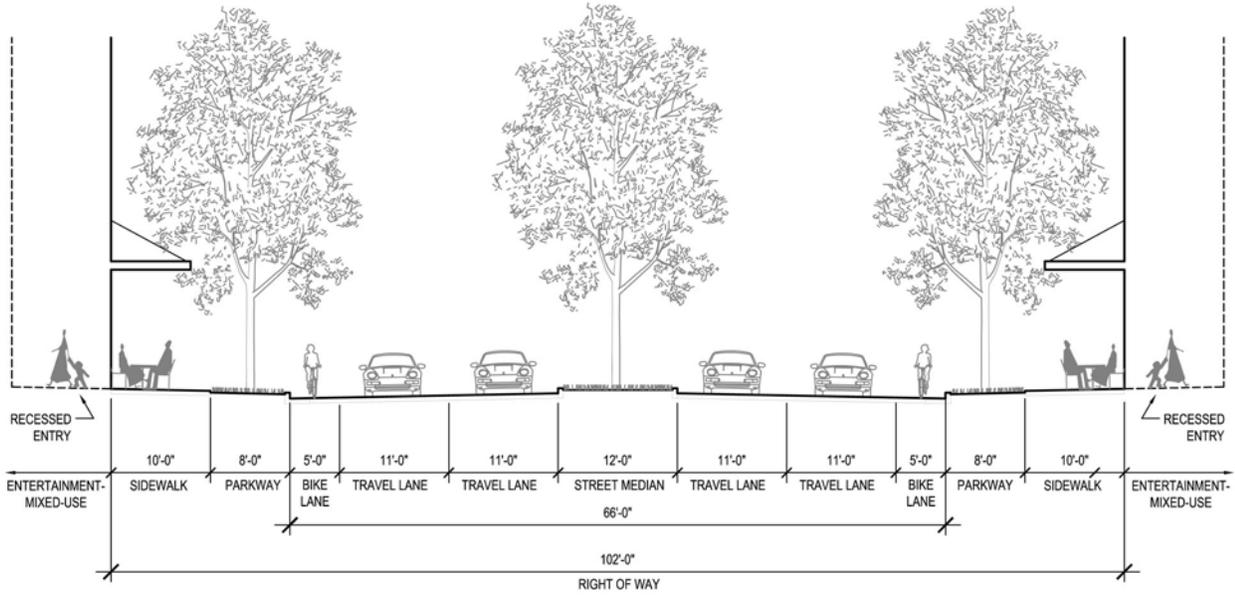 RECESSED
ENTRY
RECESSED
ENTRY
10'-0" 8'-0" 5'-0" 11'-0" 11'-0" 12'-0" 11'-0" 11'-0" 5'-0" 8'-0" 10'-0"
ENTERTAINMENT-
MIXED-USE
SIDEWALK
PARKWAY
BIKE
LANE
TRAVEL LANE
TRAVEL LANE
STREET MEDIAN
TRAVEL LANE
TRAVEL LANE
BIKE
LANE
PARKWAY
SIDEWALK
ENTERTAINMENT-
MIXED-USE
66'-0"
102'-0"
RIGHT OF WAY